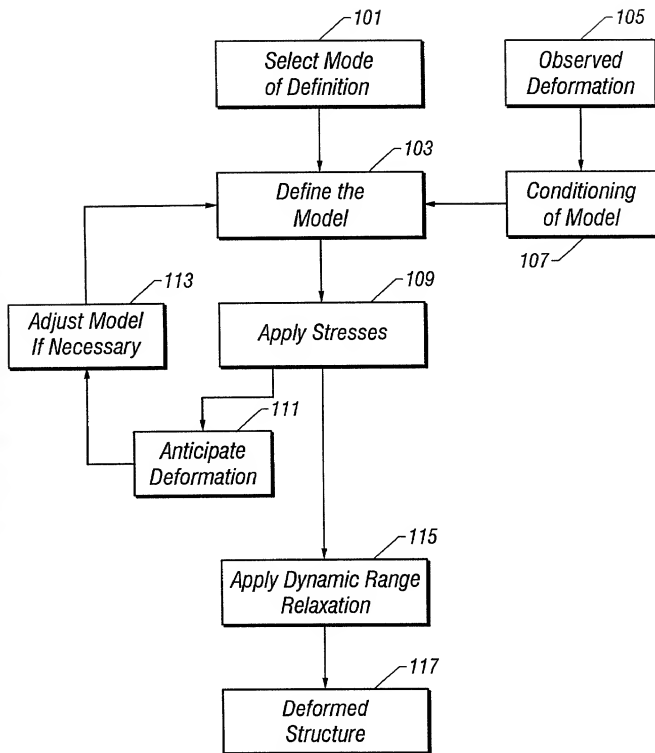 101
Select Mode
of Definition
105
Observed
Deformation
103
Define the
Model
Conditioning
of Model
107
113
Adjust Model
If Necessary
109
Apply Stresses
111
Anticipate
Deformation
115
Apply Dynamic Range
Relaxation
117
Deformed
Structure